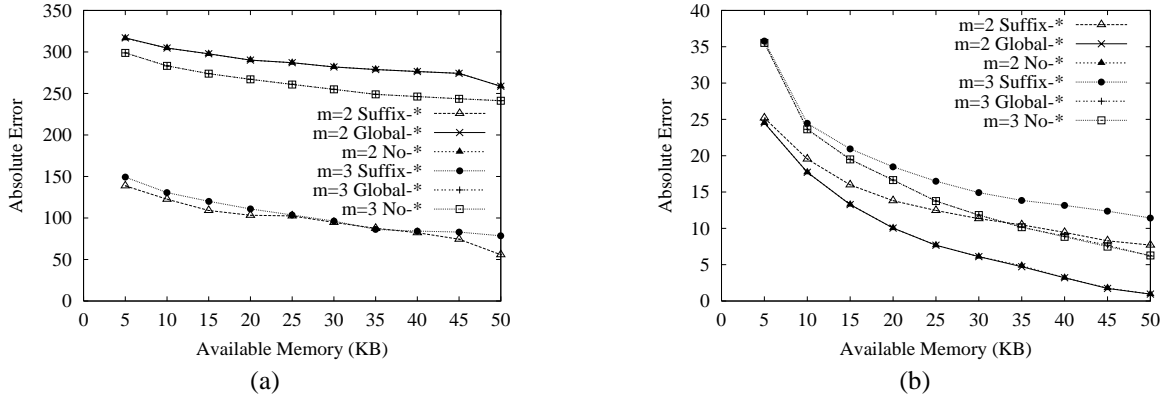 350
300
250
200
150
100
50
0
Absolute Error
m=2 Suffix-*
m=2 Global-*
m=2 No-*
m=3 Suffix-*
m=3 Global-*
m=3 No-*
0 5 10 15 20 25 30 35 40 45 50
Available Memory (KB)
(a)
40
35
30
25
20
15
10
5
0
Absolute Error
m=2 Suffix-*
m=2 Global-*
m=2 No-*
m=3 Suffix-*
m=3 Global-*
m=3 No-*
0 5 10 15 20 25 30 35 40 45 50
Available Memory (KB)
(b)